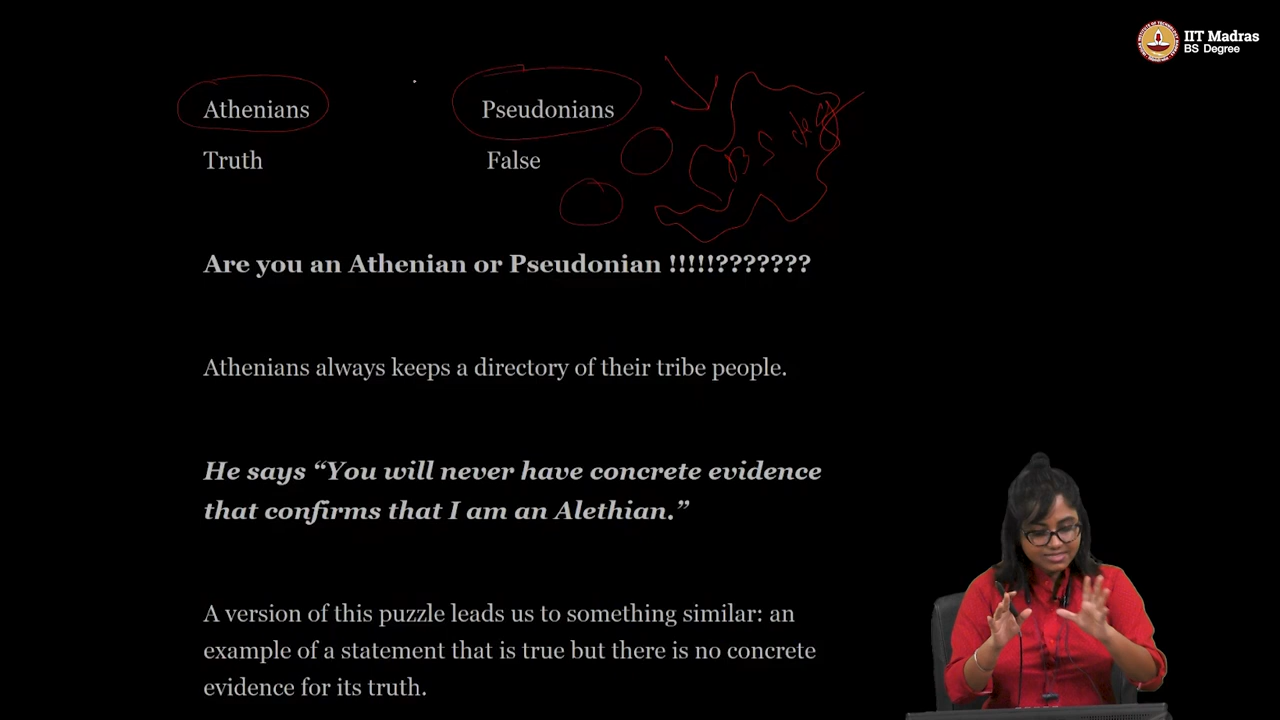 IIT Madras
BS Degree
Athenians Pseudonians
Truth False
BS deg
Are you an Athenian or Pseudonian !!!!!???????
Athenians always keeps a directory of their tribe people.
He says “You will never have concrete evidence
that confirms that I am an Alethian.”
A version of this puzzle leads us to something similar: an
example of a statement that is true but there is no concrete
evidence for its truth.